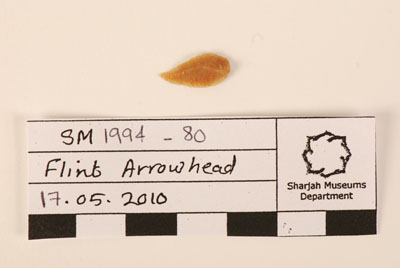 SM 1994 - 80
Flint Arrowhead
17.05.2010
Sharjah Museums
Department